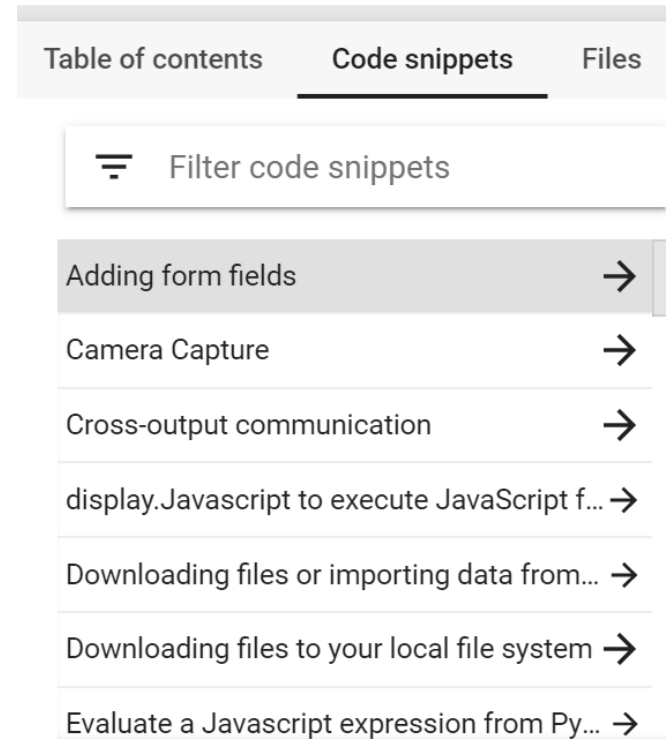 Table of contents Code snippets Files
Filter code snippets
Adding form fields
Camera Capture
Cross-output communication
display.Javascript to execute JavaScript f...
Downloading files or importing data from...
Downloading files to your local file system
Evaluate a Javascript expression from Py...